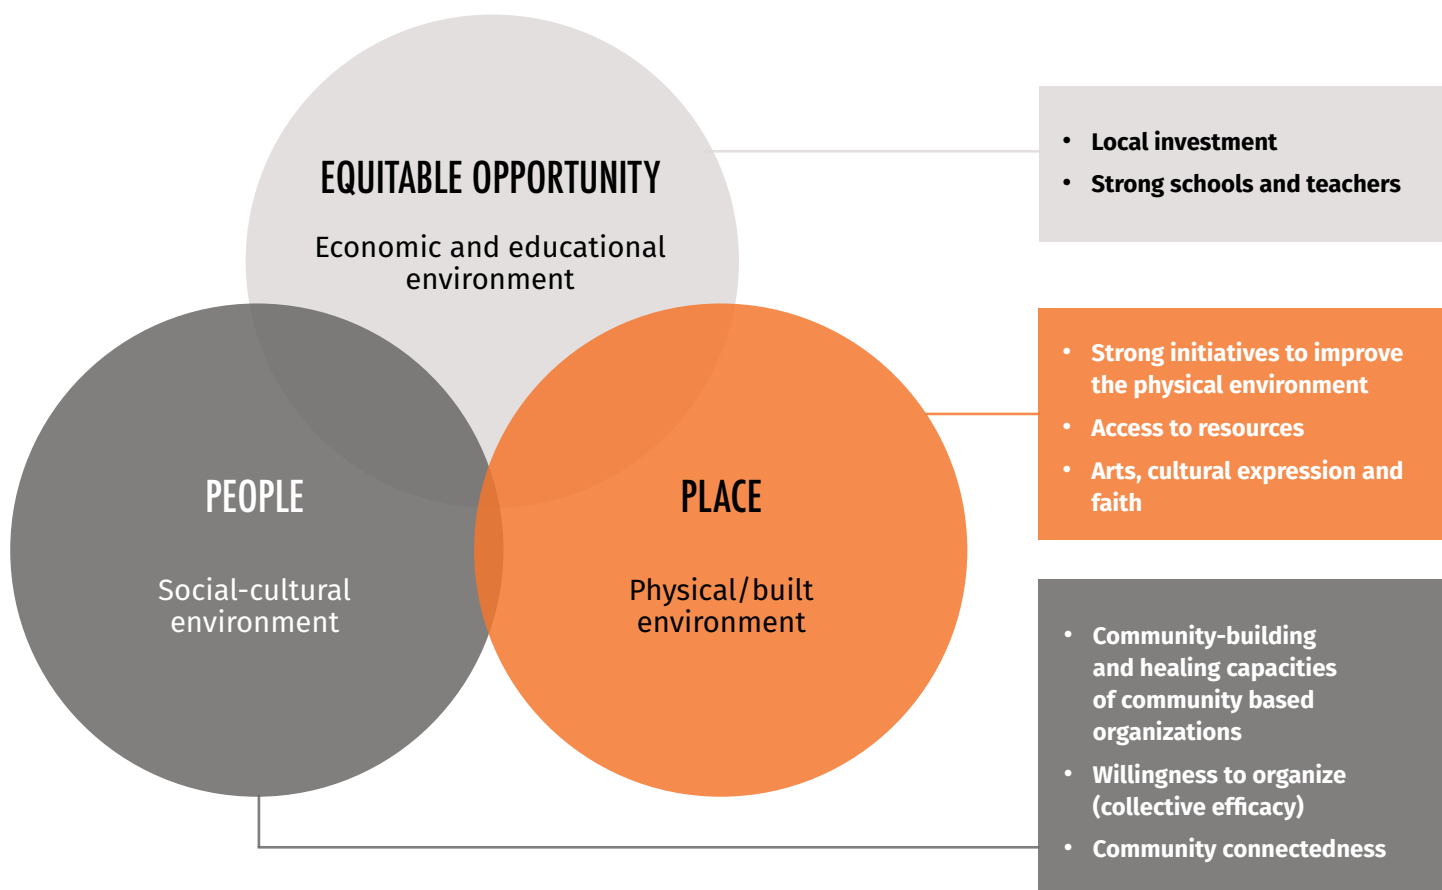 EQUITABLE OPPORTUNITY
Economic and educational
environment
PEOPLE
Social-cultural
environment
PLACE
Physical/built
environment
• Local investment
• Strong schools and teachers
• Strong initiatives to improve
the physical environment
• Access to resources
• Arts, cultural expression and
faith
• Community-building
and healing capacities
of community based
organizations
• Willingness to organize
(collective efficacy)
• Community connectedness